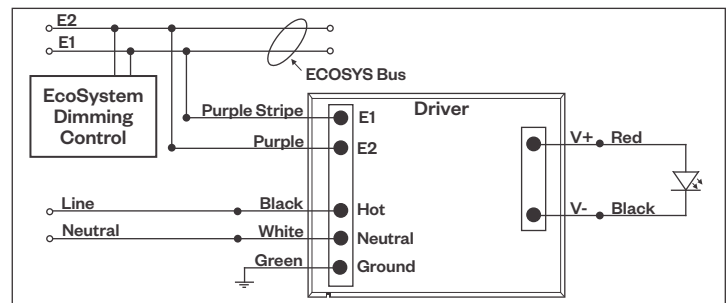 E2
E1
ECOSYS Bus
EcoSystem
Dimming
Control
Driver
Purple Stripe
E1
Purple
E2
V+
Red
Line
Black
Hot
V-
Black
Neutral
White
Neutral
Green
Ground